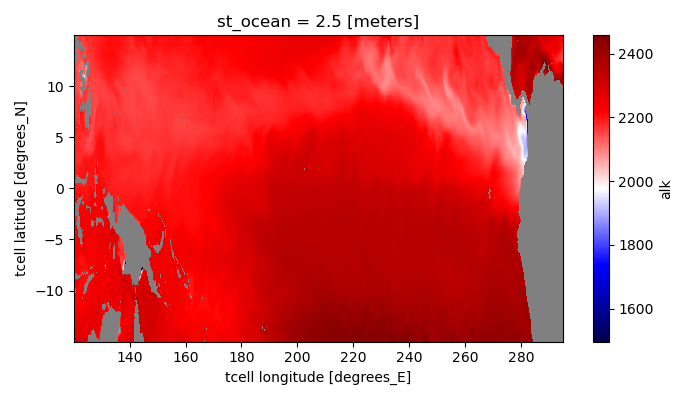 st_ocean = 2.5 [meters]
10
5
0
−5
−10
tcell latitude [degrees_N]
140 160 180 200 220 240 260 280
tcell longitude [degrees_E]
2400
2200
2000
1800
1600
alk